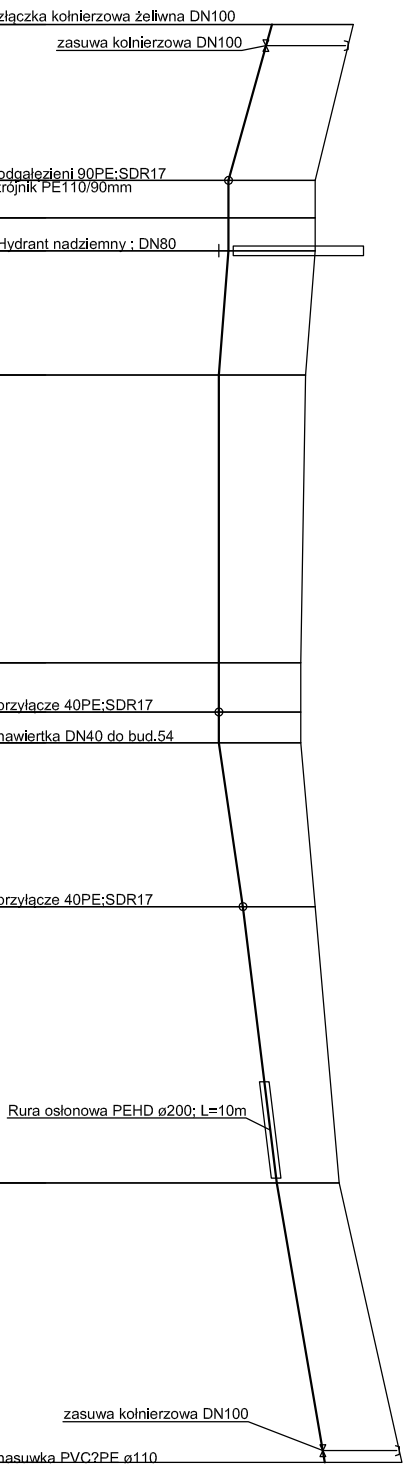 złączka kołnierzowa żeliwna DN100
zasuwa kolnierzowa DN100
odgałęzieni 90PE;SDR17
trójnik PE110/90mm
Hydrant nadziemny ; DN80
przyłącze 40PE;SDR17
nawiertka DN40 do bud.54
przyłącze 40PE;SDR17
Rura osłonowa PEHD ø200; L=10m
zasuwa kołnierzowa DN100
nasuwka PVC?PE ø110